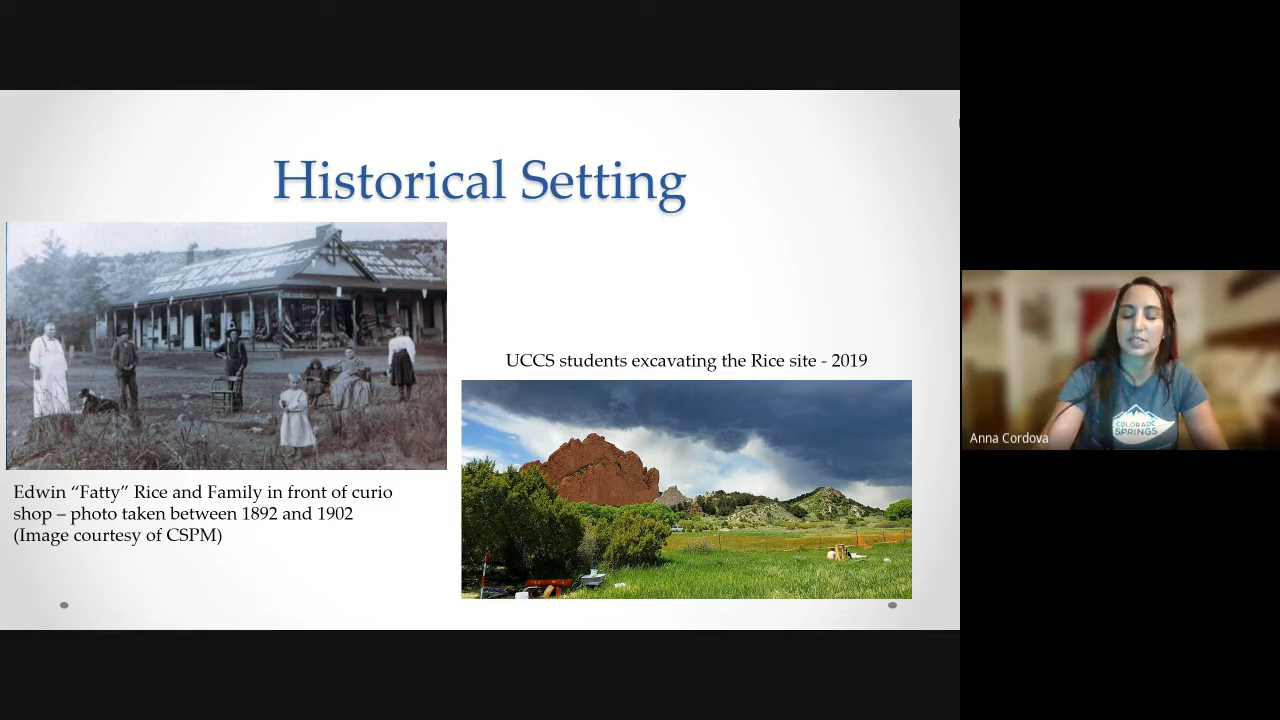 Historical Setting
UCCS students excavating the Rice site - 2019
Edwin “Fatty” Rice and Family in front of curio
shop – photo taken between 1892 and 1902
(Image courtesy of CSPM)
Anna Cordova
COLORADO
SPRINGS